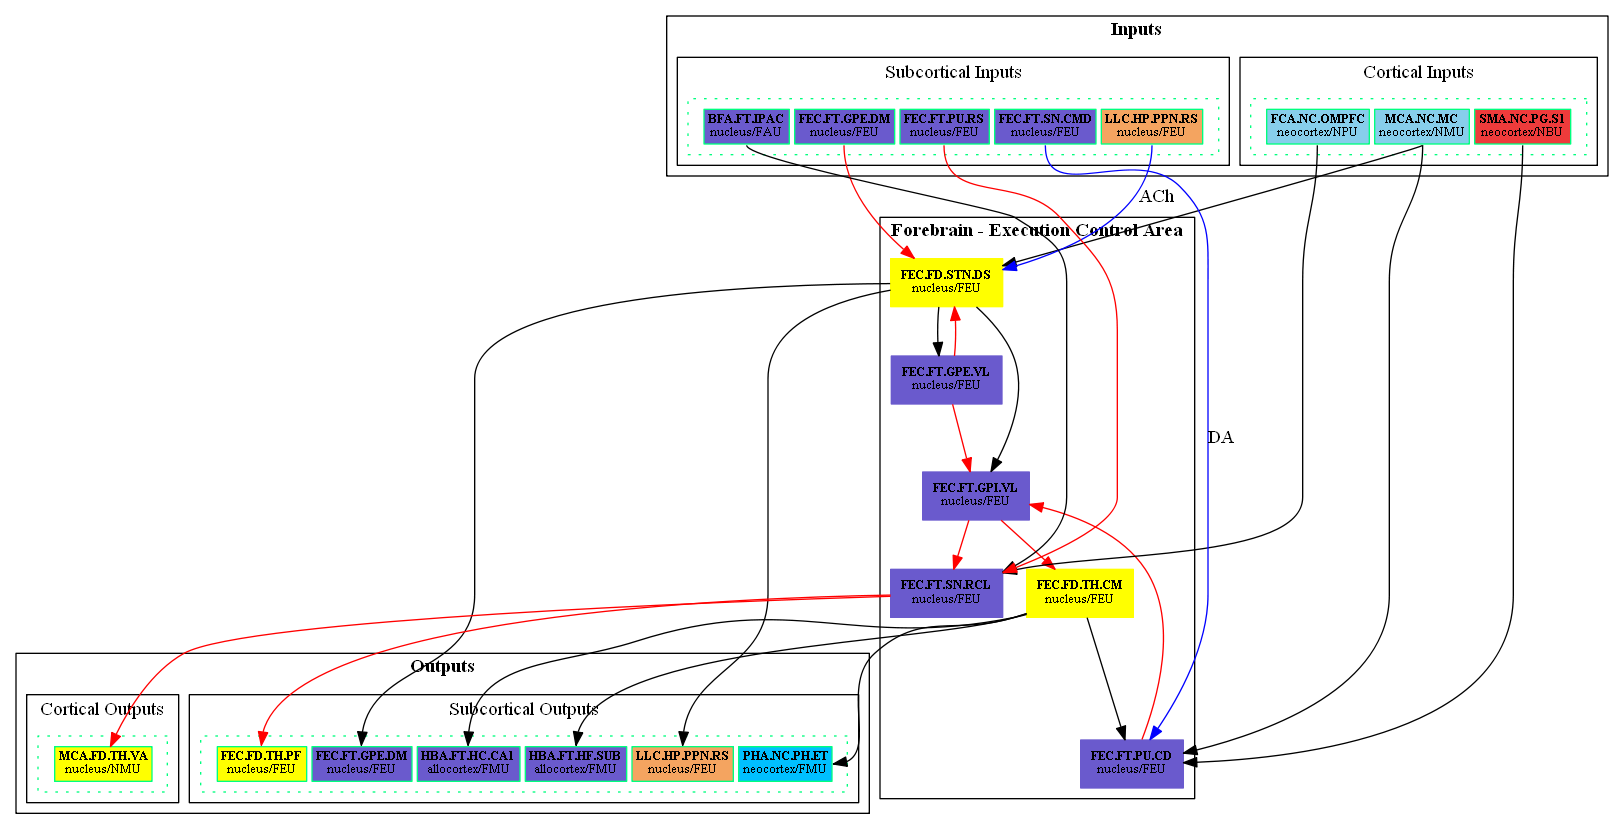 Inputs
Subcortical Inputs
Cortical Inputs
BFA.FT.IPAC
nucleus/FAU
FEC.FT.GPE.DM
nucleus/FEU
FEC.FT.PU.RS
nucleus/FEU
FEC.FT.SN.CMD
nucleus/FEU
LLC.HP.PPN.RS
nucleus/FEU
FCA.NC.OMPFC
neocortex/NPU
MCA.NC.MC
neocortex/NMU
SMA.NC.PG.S1
neocortex/NBU
ACh
Forebrain - Execution Control Area
FEC.FD.STN.DS
nucleus/FEU
FEC.FT.GPE.VL
nucleus/FEU
DA
FEC.FT.GPI.VL
nucleus/FEU
FEC.FT.SN.RCL
nucleus/FEU
FEC.FD.TH.CM
nucleus/FEU
FEC.FT.PU.CD
nucleus/FEU
Outputs
Cortical Outputs
Subcortical Outputs
MCA.FD.TH.VA
nucleus/NMU
FEC.FD.TH.PF
nucleus/FEU
FEC.FT.GPE.DM
nucleus/FEU
HBA.FT.HC.CA1
allocortex/FMU
HBA.FT.HF.SUB
allocortex/FMU
LLC.HP.PPN.RS
nucleus/FEU
PHA.NC.PH.ET
neocortex/FMU